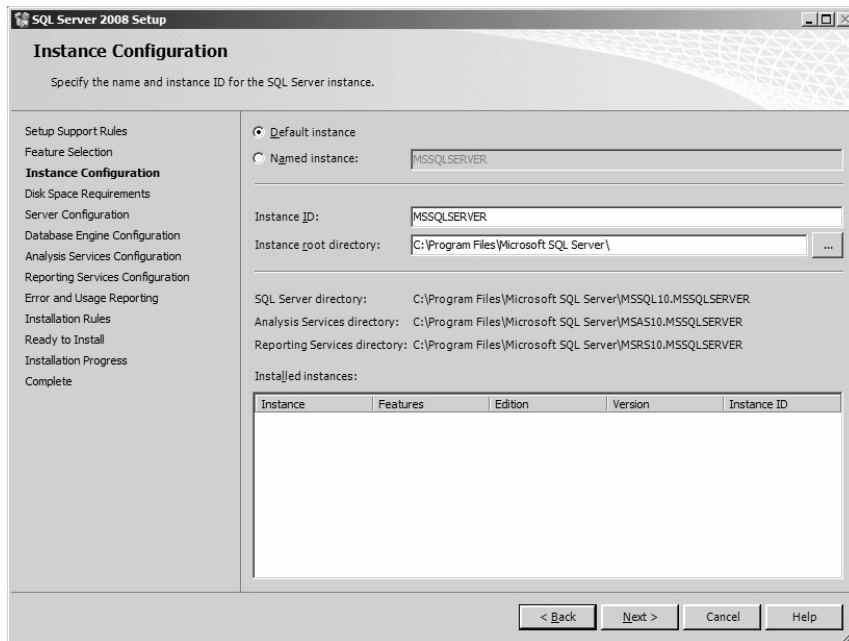 SQL Server 2008 Setup
Instance Configuration
Specify the name and instance ID for the SQL Server instance.
Setup Support Rules
Feature Selection
Instance Configuration
Disk Space Requirements
Server Configuration
Database Engine Configuration
Analysis Services Configuration
Reporting Services Configuration
Error and Usage Reporting
Installation Rules
Ready to Install
Installation Progress
Complete
Default instance
Named instance: MSSQLSERVER
Instance ID: MSSQLSERVER
Instance root directory: C:\Program Files\Microsoft SQL Server\ ...
SQL Server directory: C:\Program Files\Microsoft SQL Server\MSSQL10.MSSQLSERVER
Analysis Services directory: C:\Program Files\Microsoft SQL Server\MSAS10.MSSQLSERVER
Reporting Services directory: C:\Program Files\Microsoft SQL Server\MSRS10.MSSQLSERVER
Installed instances:
Instance Features Edition Version Instance ID
< Back Next > Cancel Help